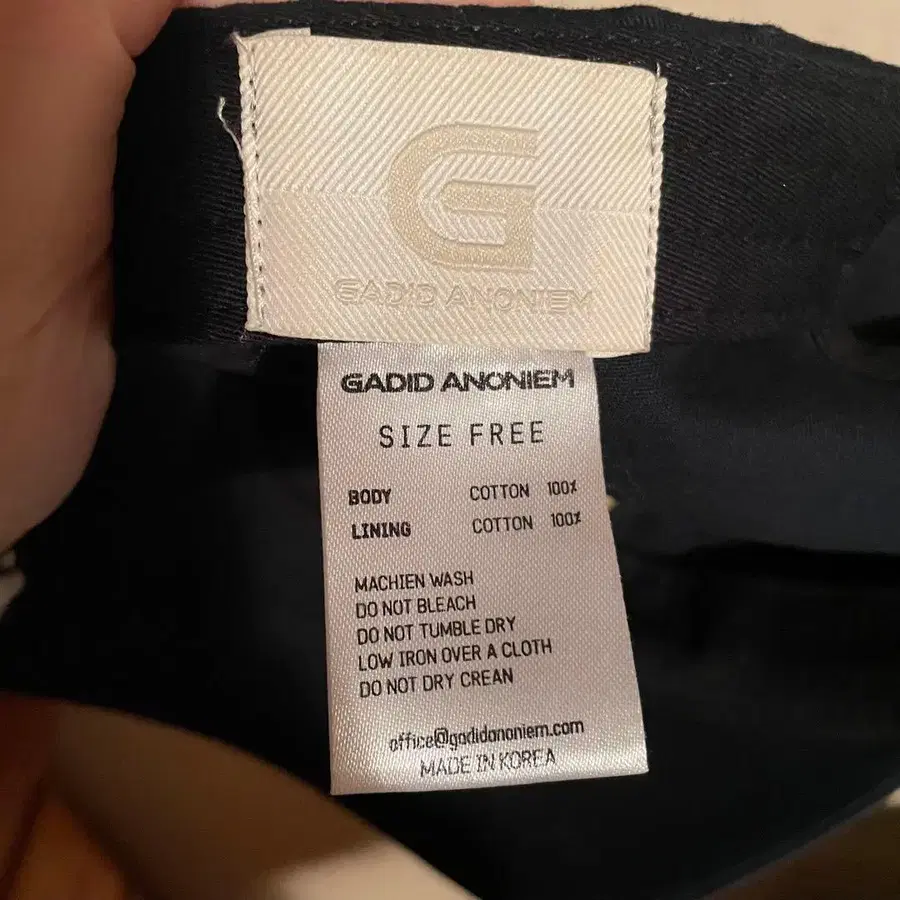 G
GADID ANONIEM
GADID ANONIEM
SIZE FREE
BODY COTTON 100%
LINING COTTON 100%
MACHIEN WASH
DO NOT BLEACH
DO NOT TUMBLE DRY
LOW IRON OVER A CLOTH
DO NOT DRY CREAN
office@gadidanoniem.com
MADE IN KOREA